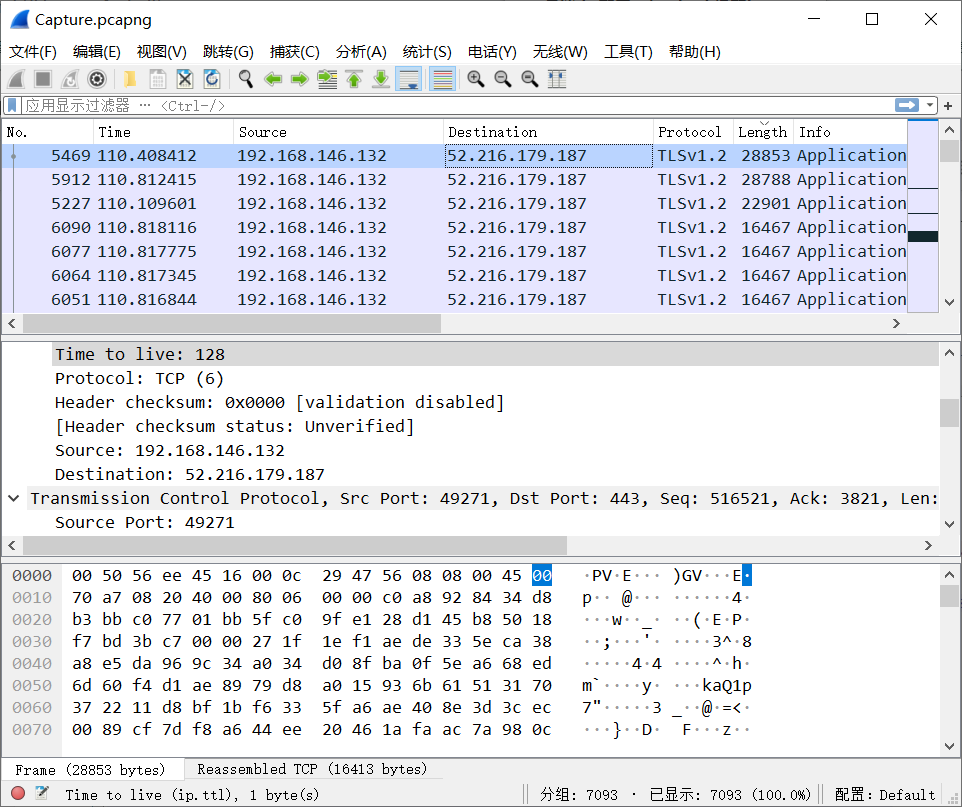 Capture.pcapng
文件(F) 编辑(E) 视图(V) 跳转(G) 捕获(C) 分析(A) 统计(S) 电话(Y) 无线(W) 工具(T) 帮助(H)
应用显示过滤器 … <Ctrl-/>
No. Time Source Destination Protocol Length Info
5469 110.408412 192.168.146.132 52.216.179.187 TLSv1.2 28853 Application
5912 110.812415 192.168.146.132 52.216.179.187 TLSv1.2 28788 Application
5227 110.109601 192.168.146.132 52.216.179.187 TLSv1.2 22901 Application
6090 110.818116 192.168.146.132 52.216.179.187 TLSv1.2 16467 Application
6077 110.817775 192.168.146.132 52.216.179.187 TLSv1.2 16467 Application
6064 110.817345 192.168.146.132 52.216.179.187 TLSv1.2 16467 Application
6051 110.816844 192.168.146.132 52.216.179.187 TLSv1.2 16467 Application
Time to live: 128
Protocol: TCP (6)
Header checksum: 0x0000 [validation disabled]
[Header checksum status: Unverified]
Source: 192.168.146.132
Destination: 52.216.179.187
Transmission Control Protocol, Src Port: 49271, Dst Port: 443, Seq: 516521, Ack: 3821, Len:
Source Port: 49271
0000 00 50 56 ee 45 16 00 0c 29 47 56 08 08 00 45 00 ·PV·E··· )GV···E·
0010 70 a7 08 20 40 00 80 06 00 00 c0 a8 92 84 34 d8 p·· @··· ······4·
0020 b3 bb c0 77 01 bb 5f c0 9f e1 28 d1 45 b8 50 18 ···w··_· ··(·E·P·
0030 f7 bd 3b c7 00 00 27 1f 1e f1 ae de 33 5e ca 38 ··;···'· ····3^·8
0040 a8 e5 da 96 9c 34 a0 34 d0 8f ba 0f 5e a6 68 ed ·····4·4 ····^·h·
0050 6d 60 f4 d1 ae 89 79 d8 a0 15 93 6b 61 51 31 70 m`····y· ···kaQ1p
0060 37 22 11 d8 bf 1b f6 33 5f a6 ae 40 8e 3d 3c ec 7"·····3 _··@·=<·
0070 00 89 cf 7d f8 a6 44 ee 20 46 1a fa ac 7a 98 0c ···}··D· F···z··
Frame (28853 bytes) Reassembled TCP (16413 bytes)
Time to live (ip.ttl), 1 byte(s) 分组: 7093 · 已显示: 7093 (100.0%) 配置: Default